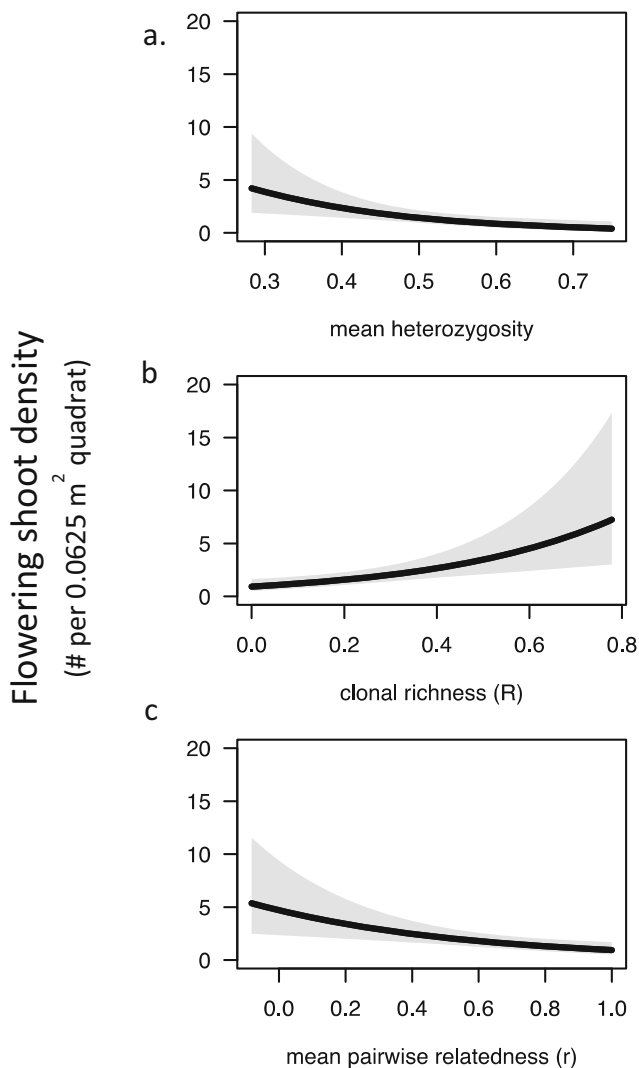 Flowering shoot density
(# per 0.0625 m² quadrat)
a.
20
15
10
5
0
0.3 0.4 0.5 0.6 0.7
mean heterozygosity
b
20
15
10
5
0
0.0 0.2 0.4 0.6 0.8
clonal richness (R)
c
20
15
10
5
0
0.0 0.2 0.4 0.6 0.8 1.0
mean pairwise relatedness (r)